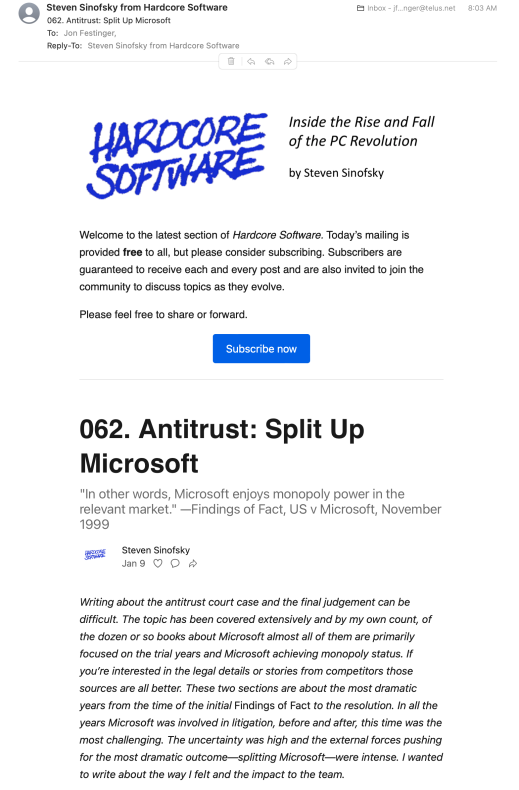 Steven Sinofsky from Hardcore Software
Inbox - jf...nger@telus.net 8:03 AM
062. Antitrust: Split Up Microsoft
To: Jon Festinger,
Reply-To: Steven Sinofsky from Hardcore Software
HARDCORE
SOFTWARE
Inside the Rise and Fall
of the PC Revolution
by Steven Sinofsky
Welcome to the latest section of Hardcore Software. Today's mailing is
provided free to all, but please consider subscribing. Subscribers are
guaranteed to receive each and every post and are also invited to join the
community to discuss topics as they evolve.
Please feel free to share or forward.
Subscribe now
062. Antitrust: Split Up
Microsoft
"In other words, Microsoft enjoys monopoly power in the
relevant market." —Findings of Fact, US v Microsoft, November
1999
HARDCORE
SOFTWARE
Steven Sinofsky
Jan 9
Writing about the antitrust court case and the final judgement can be
difficult. The topic has been covered extensively and by my own count, of
the dozen or so books about Microsoft almost all of them are primarily
focused on the trial years and Microsoft achieving monopoly status. If
you're interested in the legal details or stories from competitors those
sources are all better. These two sections are about the most dramatic
years from the time of the initial Findings of Fact to the resolution. In all the
years Microsoft was involved in litigation, before and after, this time was the
most challenging. The uncertainty was high and the external forces pushing
for the most dramatic outcome—splitting Microsoft—were intense. I wanted
to write about the way I felt and the impact to the team.